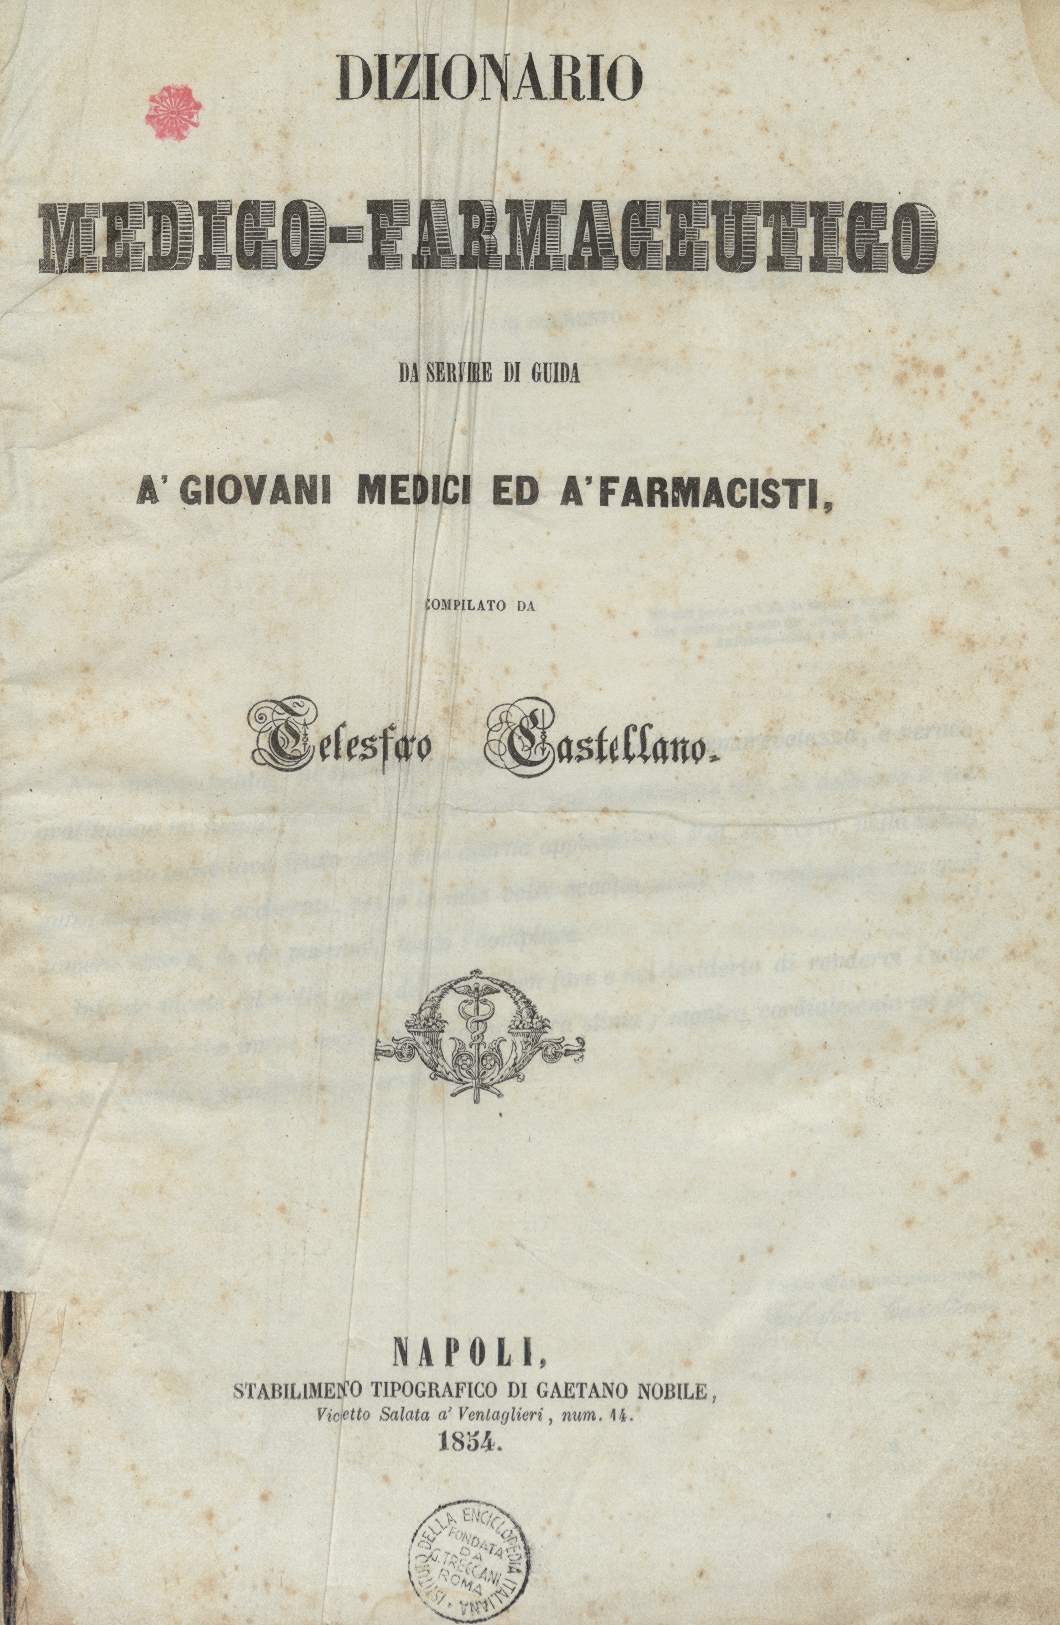 DIZIONARIO
MEDICO-FARMACEUTICO
DA SERVIRE DI GUIDA
A' GIOVANI MEDICI ED A' FARMACISTI,
COMPILATO DA
Telesforo Castellano.
NAPOLI,
STABILIMENTO TIPOGRAFICO DI GAETANO NOBILE,
Vicetto Salata a' Ventaglieri, num. 14.
1854.
ISTITUTO DELLA ENCICLOPEDIA ITALIANA
FONDATA
DA
G. TRECCANI
ROMA